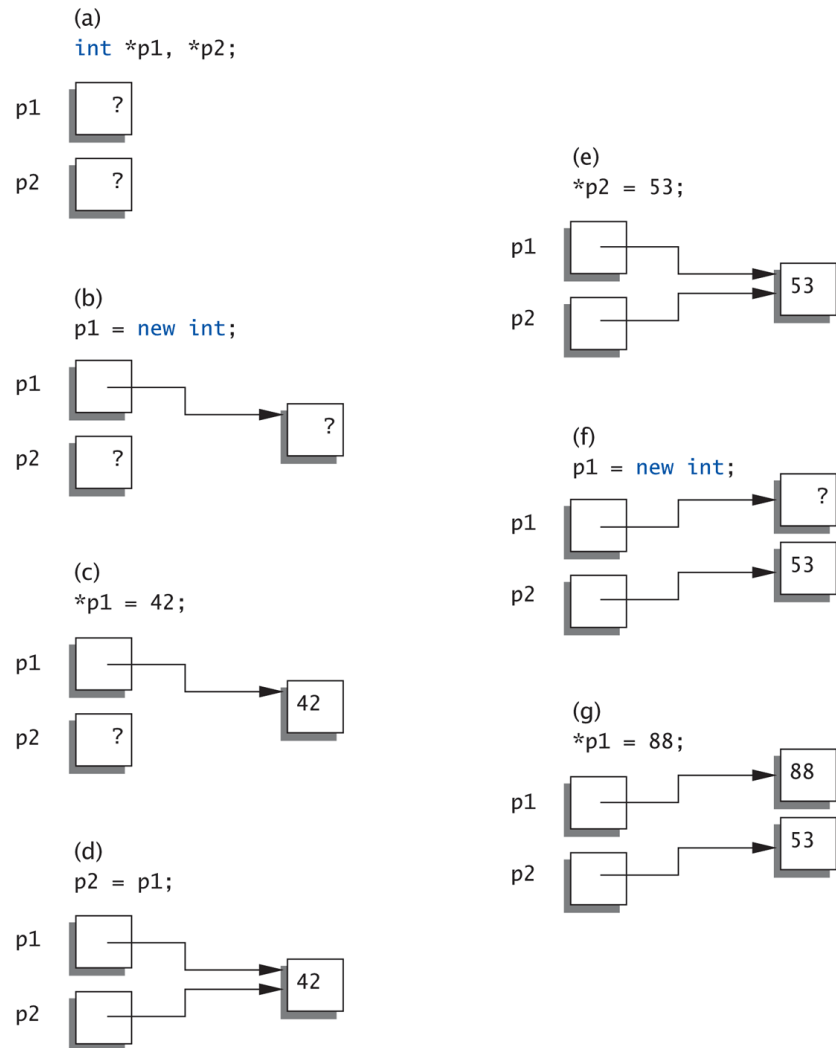 (a)
int *p1, *p2;
p1 ?
p2 ?
(b)
p1 = new int;
p1
?
p2 ?
(c)
*p1 = 42;
p1
42
p2 ?
(d)
p2 = p1;
p1
42
p2
(e)
*p2 = 53;
p1
53
p2
(f)
p1 = new int;
?
p1
53
p2
(g)
*p1 = 88;
88
p1
53
p2